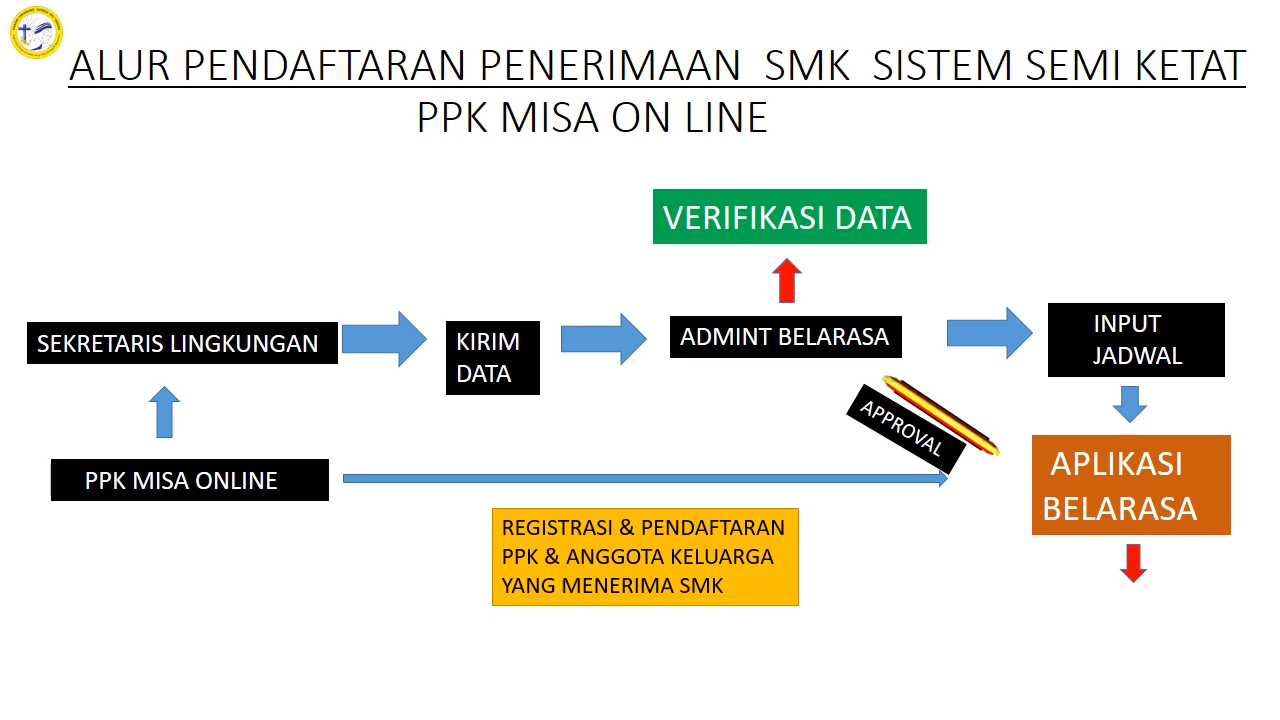 ALUR PENDAFTARAN PENERIMAAN SMK SISTEM SEMI KETAT
PPK MISA ON LINE
VERIFIKASI DATA
SEKRETARIS LINGKUNGAN
KIRIM
DATA
ADMINT BELARASA
INPUT
JADWAL
APPROVAL
PPK MISA ONLINE
APLIKASI
BELARASA
REGISTRASI & PENDAFTARAN
PPK & ANGGOTA KELUARGA
YANG MENERIMA SMK